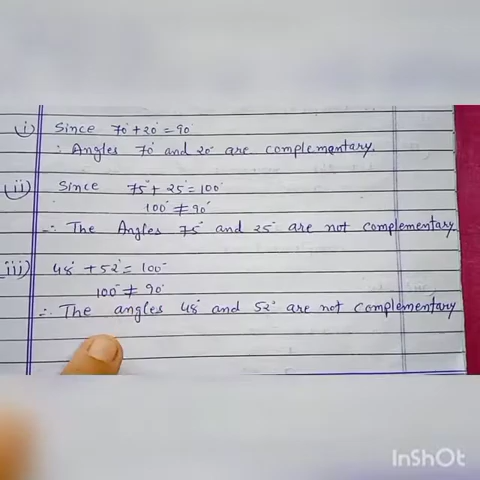 (i) Since 70° + 20° = 90°
∴ Angles 70° and 20° are complementary.
(ii) Since 75° + 25° = 100°
100° ≠ 90°
∴ The Angles 75° and 25° are not complementary
(iii) 48° + 52° = 100°
100° ≠ 90°
∴ The angles 48° and 52° are not complementary
InShOt